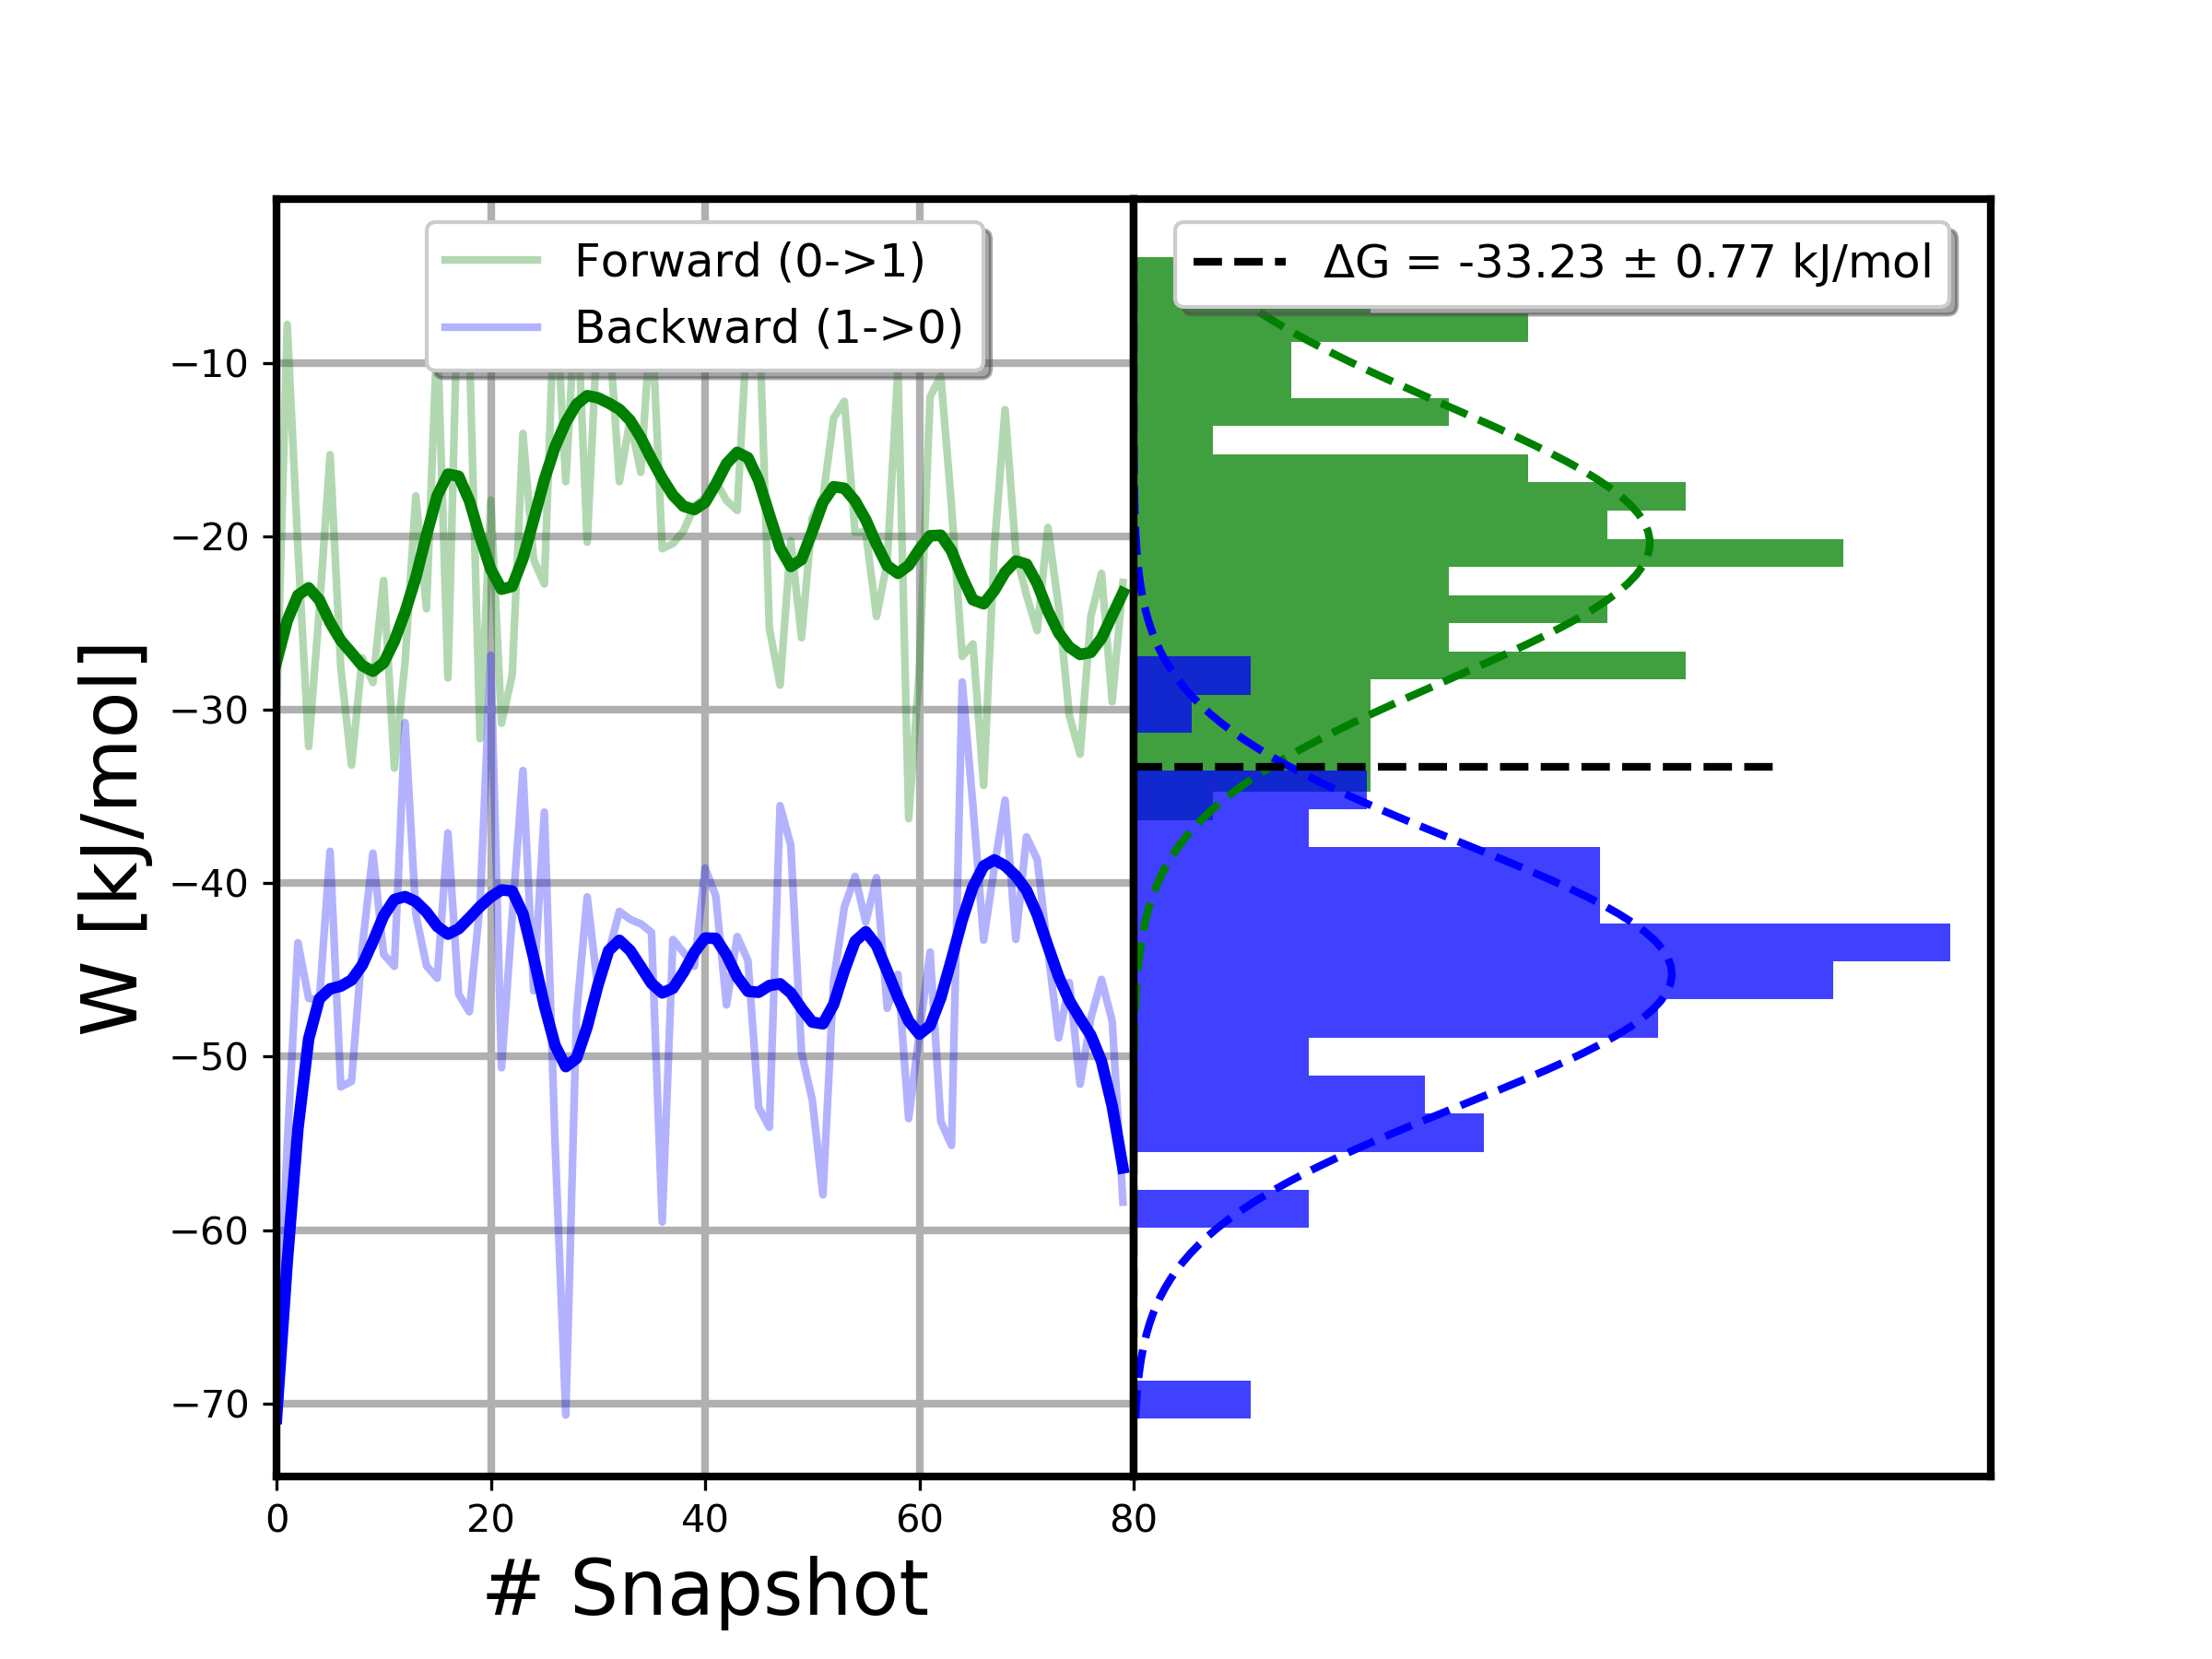 Forward (0->1)
Backward (1->0)
ΔG = -33.23 ± 0.77 kJ/mol
−10
−20
−30
−40
−50
−60
−70
W [kJ/mol]
0 20 40 60 80
# Snapshot